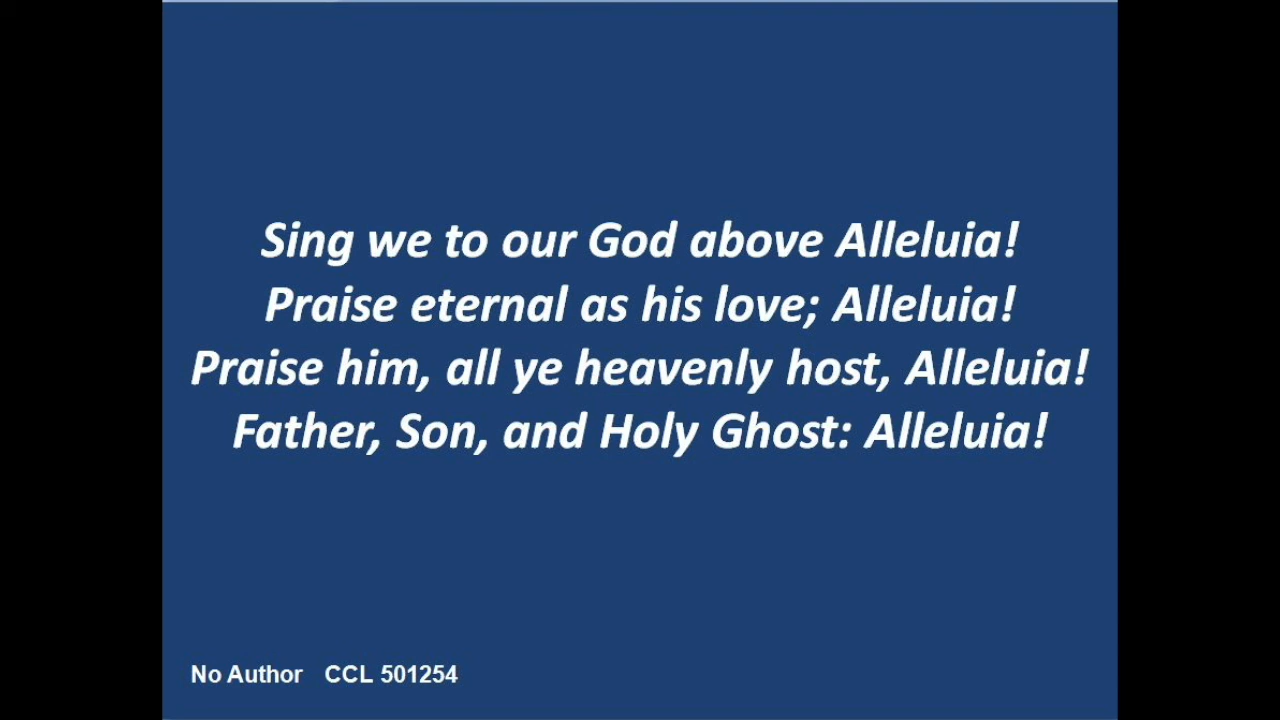 Sing we to our God above Alleluia!
Praise eternal as his love; Alleluia!
Praise him, all ye heavenly host, Alleluia!
Father, Son, and Holy Ghost: Alleluia!
No Author CCL 501254